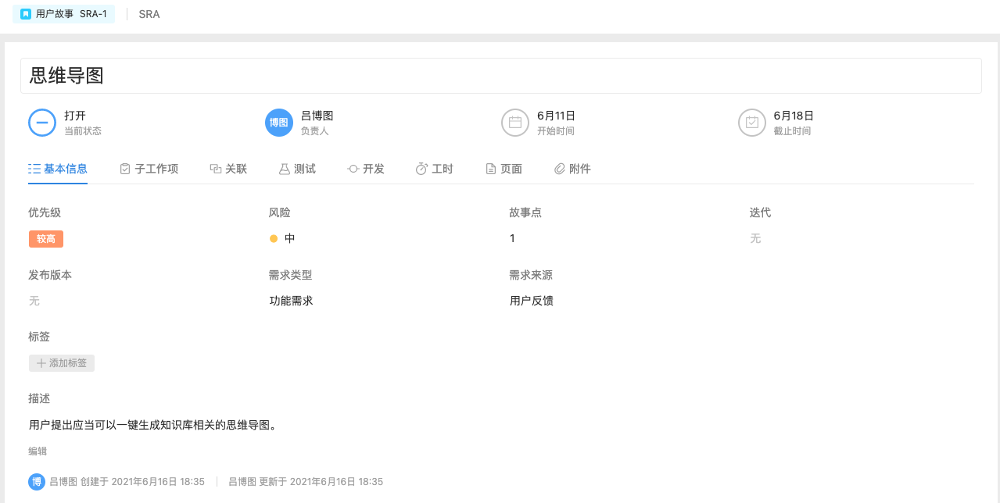 用户故事 SRA-1 SRA
思维导图
打开 吕博图 6月11日 6月18日
当前状态 博图 负责人 开始时间 截止时间
基本信息 子工作项 关联 测试 开发 工时 页面 附件
优先级 风险 故事点 迭代
较高 中 1 无
发布版本 需求类型 需求来源
无 功能需求 用户反馈
标签
添加标签
描述
用户提出应当可以一键生成知识库相关的思维导图。
编辑
博 吕博图 创建于 2021年6月16日 18:35 吕博图 更新于 2021年6月16日 18:35